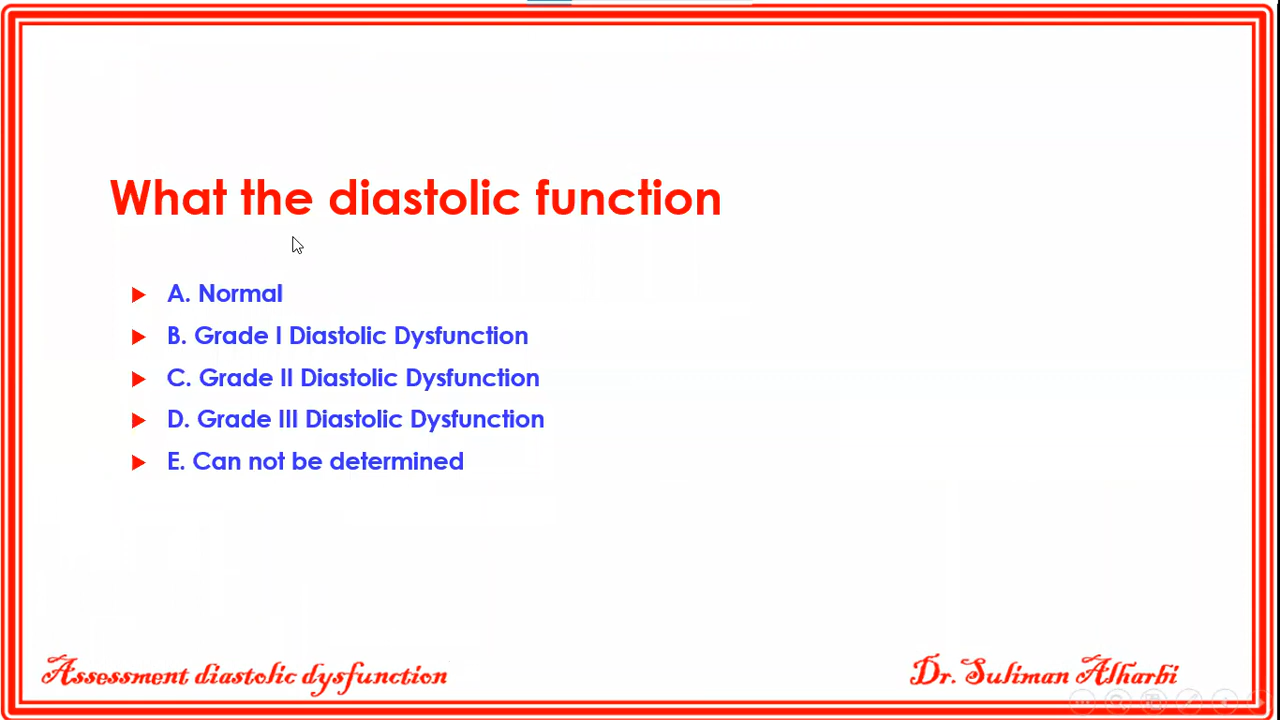 What the diastolic function
A. Normal
B. Grade I Diastolic Dysfunction
C. Grade II Diastolic Dysfunction
D. Grade III Diastolic Dysfunction
E. Can not be determined
Assessment diastolic dysfunction
Dr. Suliman Alharbi